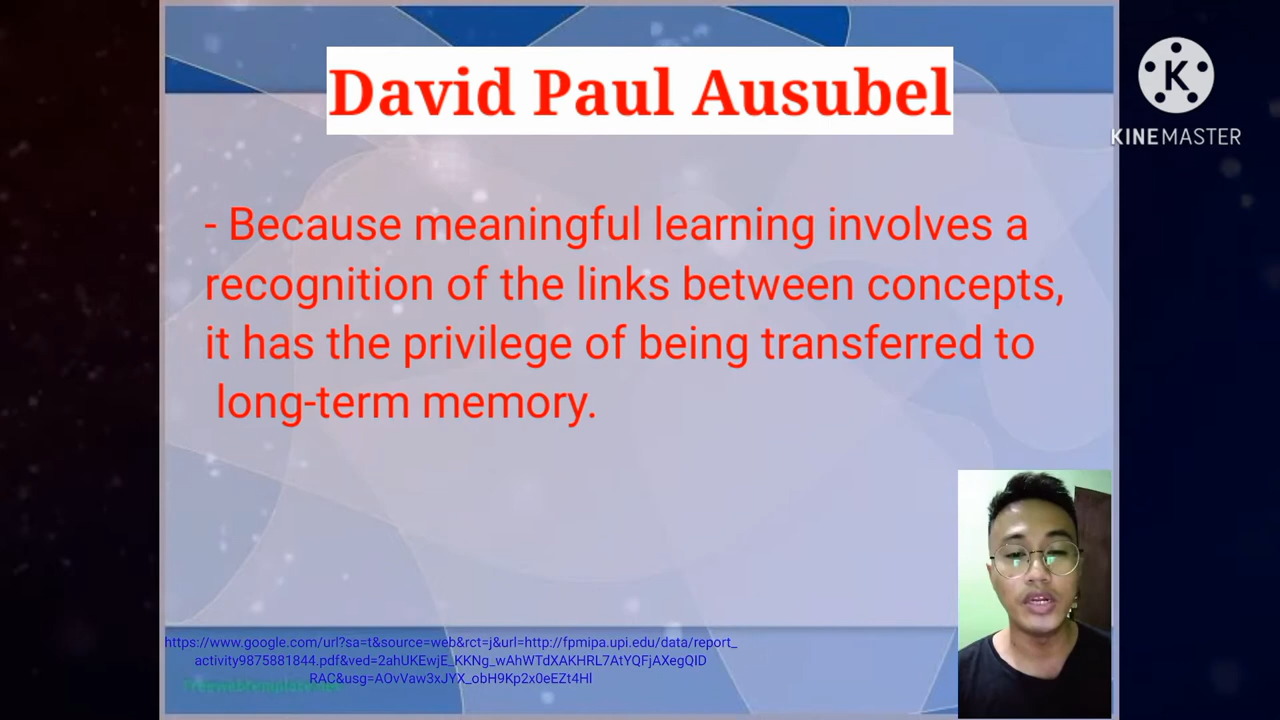 David Paul Ausubel
K
KINEMASTER
- Because meaningful learning involves a
recognition of the links between concepts,
it has the privilege of being transferred to
long-term memory.
https://www.google.com/url?sa=t&source=web&rct=j&url=http://fpmipa.upi.edu/data/report_
activity9875881844.pdf&ved=2ahUKEwjE_KKNg_wAhWTdXAKHRL7AtYQFjAXegQID
RAC&usg=AOvVaw3xJYX_obH9Kp2x0eEZt4Hl